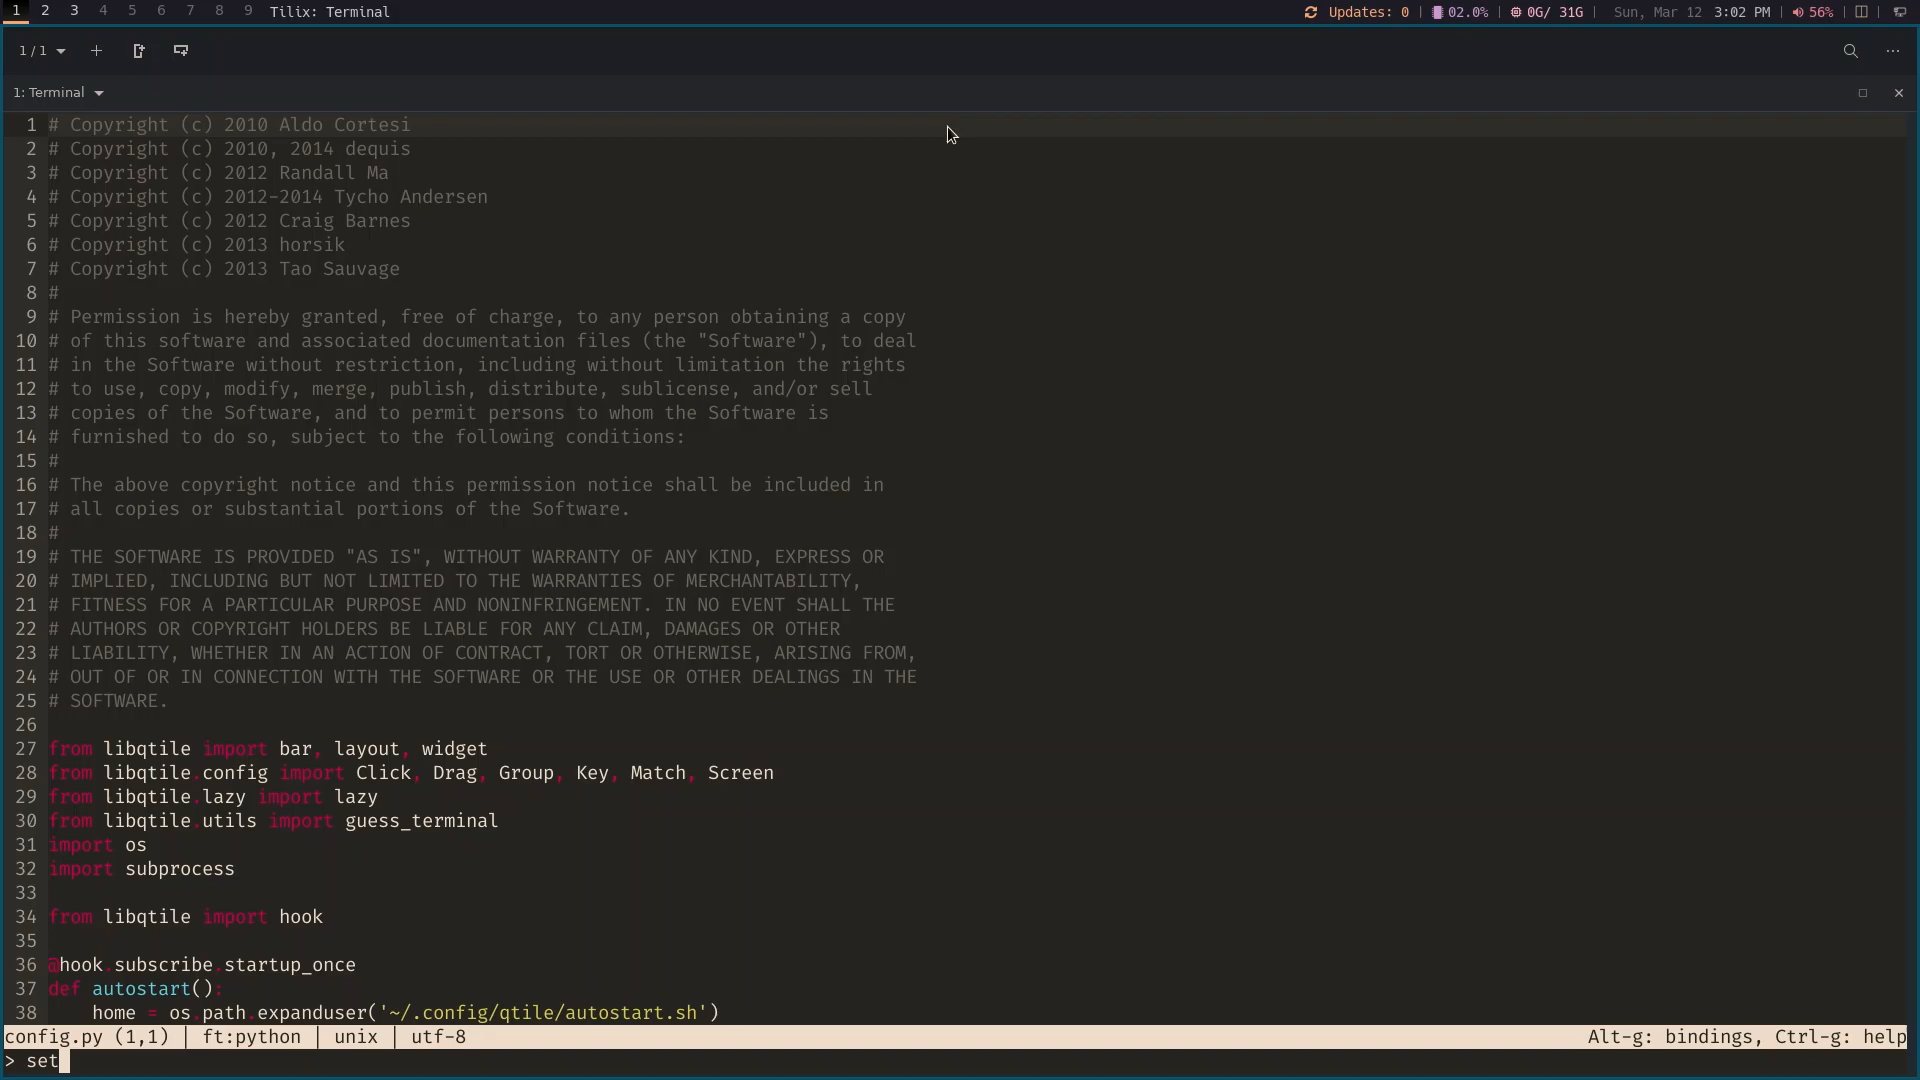 1 2 3 4 5 6 7 8 9 Tilix: Terminal Updates: 0 | 02.0% | 0G/ 31G | Sun, Mar 12 3:02 PM | 56% | |
1 / 1
1: Terminal
1 # Copyright (c) 2010 Aldo Cortesi
2 # Copyright (c) 2010, 2014 dequis
3 # Copyright (c) 2012 Randall Ma
4 # Copyright (c) 2012-2014 Tycho Andersen
5 # Copyright (c) 2012 Craig Barnes
6 # Copyright (c) 2013 horsik
7 # Copyright (c) 2013 Tao Sauvage
8 #
9 # Permission is hereby granted, free of charge, to any person obtaining a copy
10 # of this software and associated documentation files (the "Software"), to deal
11 # in the Software without restriction, including without limitation the rights
12 # to use, copy, modify, merge, publish, distribute, sublicense, and/or sell
13 # copies of the Software, and to permit persons to whom the Software is
14 # furnished to do so, subject to the following conditions:
15 #
16 # The above copyright notice and this permission notice shall be included in
17 # all copies or substantial portions of the Software.
18 #
19 # THE SOFTWARE IS PROVIDED "AS IS", WITHOUT WARRANTY OF ANY KIND, EXPRESS OR
20 # IMPLIED, INCLUDING BUT NOT LIMITED TO THE WARRANTIES OF MERCHANTABILITY,
21 # FITNESS FOR A PARTICULAR PURPOSE AND NONINFRINGEMENT. IN NO EVENT SHALL THE
22 # AUTHORS OR COPYRIGHT HOLDERS BE LIABLE FOR ANY CLAIM, DAMAGES OR OTHER
23 # LIABILITY, WHETHER IN AN ACTION OF CONTRACT, TORT OR OTHERWISE, ARISING FROM,
24 # OUT OF OR IN CONNECTION WITH THE SOFTWARE OR THE USE OR OTHER DEALINGS IN THE
25 # SOFTWARE.
26
27 from libqtile import bar, layout, widget
28 from libqtile.config import Click, Drag, Group, Key, Match, Screen
29 from libqtile.lazy import lazy
30 from libqtile.utils import guess_terminal
31 import os
32 import subprocess
33
34 from libqtile import hook
35
36 @hook.subscribe.startup_once
37 def autostart():
38     home = os.path.expanduser('~/.config/qtile/autostart.sh')
config.py (1,1) | ft:python | unix | utf-8 Alt-g: bindings, Ctrl-g: help
> set